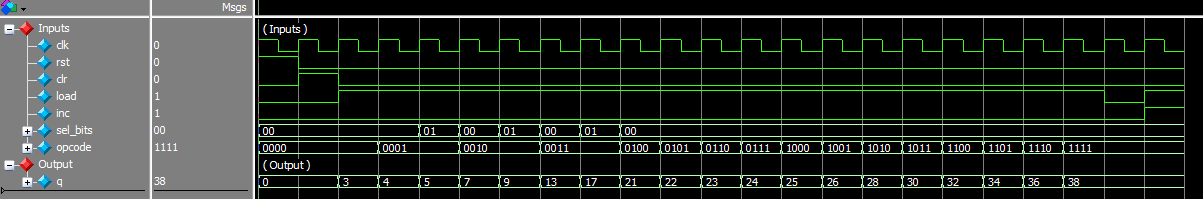 Msgs
Inputs
( Inputs )
clk 0
rst 0
clr 0
load 1
inc 1
sel_bits 00 00 01 00 01 00 01 00
opcode 1111 0000 0001 0010 0011 0100 0101 0110 0111 1000 1001 1010 1011 1100 1101 1110 1111
Output
( Output )
q 38 0 3 4 5 7 9 13 17 21 22 23 24 25 26 28 30 32 34 36 38